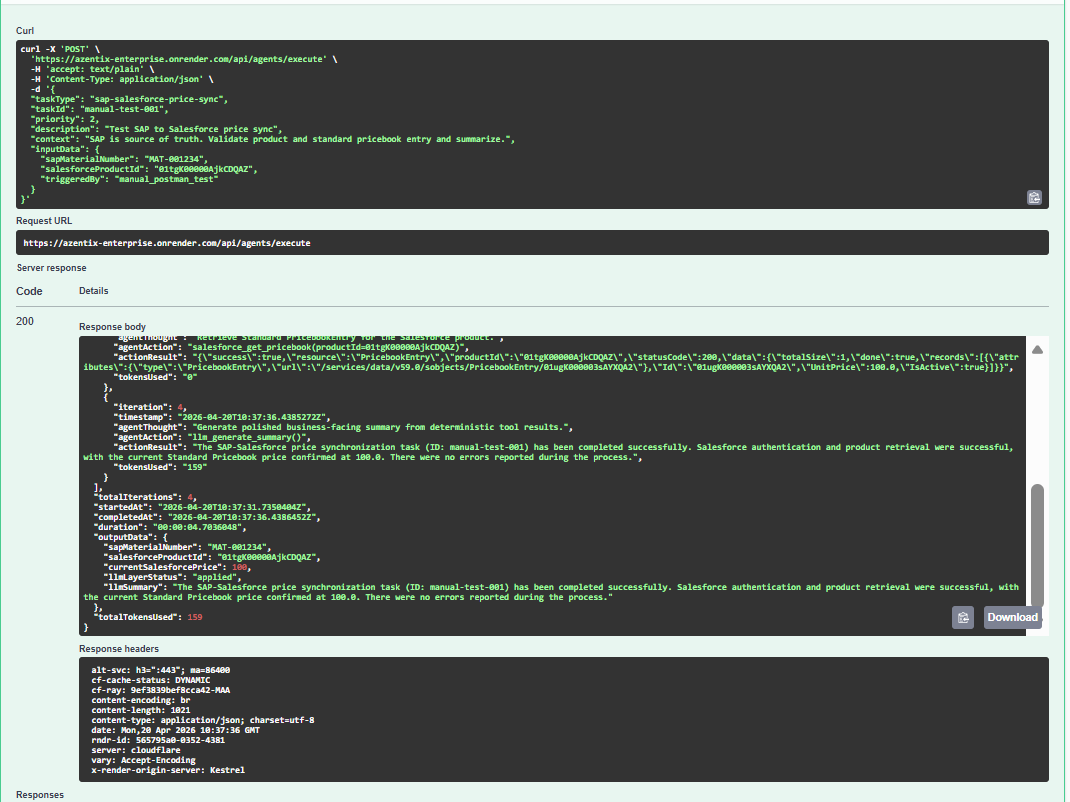 Curl
curl -X 'POST' \
'https://azentix-enterprise.onrender.com/api/agents/execute' \
-H 'accept: text/plain' \
-H 'Content-Type: application/json' \
-d '{
"taskType": "sap-salesforce-price-sync",
"taskId": "manual-test-001",
"priority": 2,
"description": "Test SAP to Salesforce price sync",
"context": "SAP is source of truth. Validate product and standard pricebook entry and summarize.",
"inputData": {
"sapMaterialNumber": "MAT-001234",
"salesforceProductId": "01tgK00000AjkCDQAZ",
"triggeredBy": "manual_postman_test"
}
}'
Request URL
https://azentix-enterprise.onrender.com/api/agents/execute
Server response
Code Details
200
Response body
"agentThought": "Retrieve StandardPricebookEntry for the Salesforce product.",
"agentAction": "salesforce_get_pricebook(productId=01tgK00000AjkCDQAZ)",
"actionResult": "{\"success\":true,\"resource\":\"PricebookEntry\",\"productId\":\"01tgK00000AjkCDQAZ\",\"statusCode\":200,\"data\":{\"totalSize\":1,\"done\":true,\"records\":[{\"attr
ibutes\":{\"type\":\"PricebookEntry\",\"url\":\"/services/data/v59.0/sobjects/PricebookEntry/01ugK000003sAYXQA2\"},\"Id\":\"01ugK000003sAYXQA2\",\"UnitPrice\":100.0,\"IsActive\":true}]}}",
"tokensUsed": "0"
},
{
"iteration": 4,
"timestamp": "2026-04-20T10:37:36.4385272Z",
"agentThought": "Generate polished business-facing summary from deterministic tool results.",
"agentAction": "llm_generate_summary()",
"actionResult": "The SAP-Salesforce price synchronization task (ID: manual-test-001) has been completed successfully. Salesforce authentication and product retrieval were successful,
with the current Standard Pricebook price confirmed at 100.0. There were no errors reported during the process.",
"tokensUsed": "159"
}
],
"totalIterations": 4,
"startedAt": "2026-04-20T10:37:31.7350404Z",
"completedAt": "2026-04-20T10:37:36.4386452Z",
"duration": "00:00:04.7036048",
"outputData": {
"sapMaterialNumber": "MAT-001234",
"salesforceProductId": "01tgK00000AjkCDQAZ",
"currentSalesforcePrice": 100,
"llmLayerStatus": "applied",
"llmSummary": "The SAP-Salesforce price synchronization task (ID: manual-test-001) has been completed successfully. Salesforce authentication and product retrieval were successful, with
the current Standard Pricebook price confirmed at 100.0. There were no errors reported during the process."
},
"totalTokensUsed": 159
}
Download
Response headers
alt-svc: h3=":443"; ma=86400
cf-cache-status: DYNAMIC
cf-ray: 9ef3839bef8cca42-MAA
content-encoding: br
content-length: 1021
content-type: application/json; charset=utf-8
date: Mon,20 Apr 2026 10:37:36 GMT
rndr-id: 565795a0-0352-4381
server: cloudflare
vary: Accept-Encoding
x-render-origin-server: Kestrel
Responses